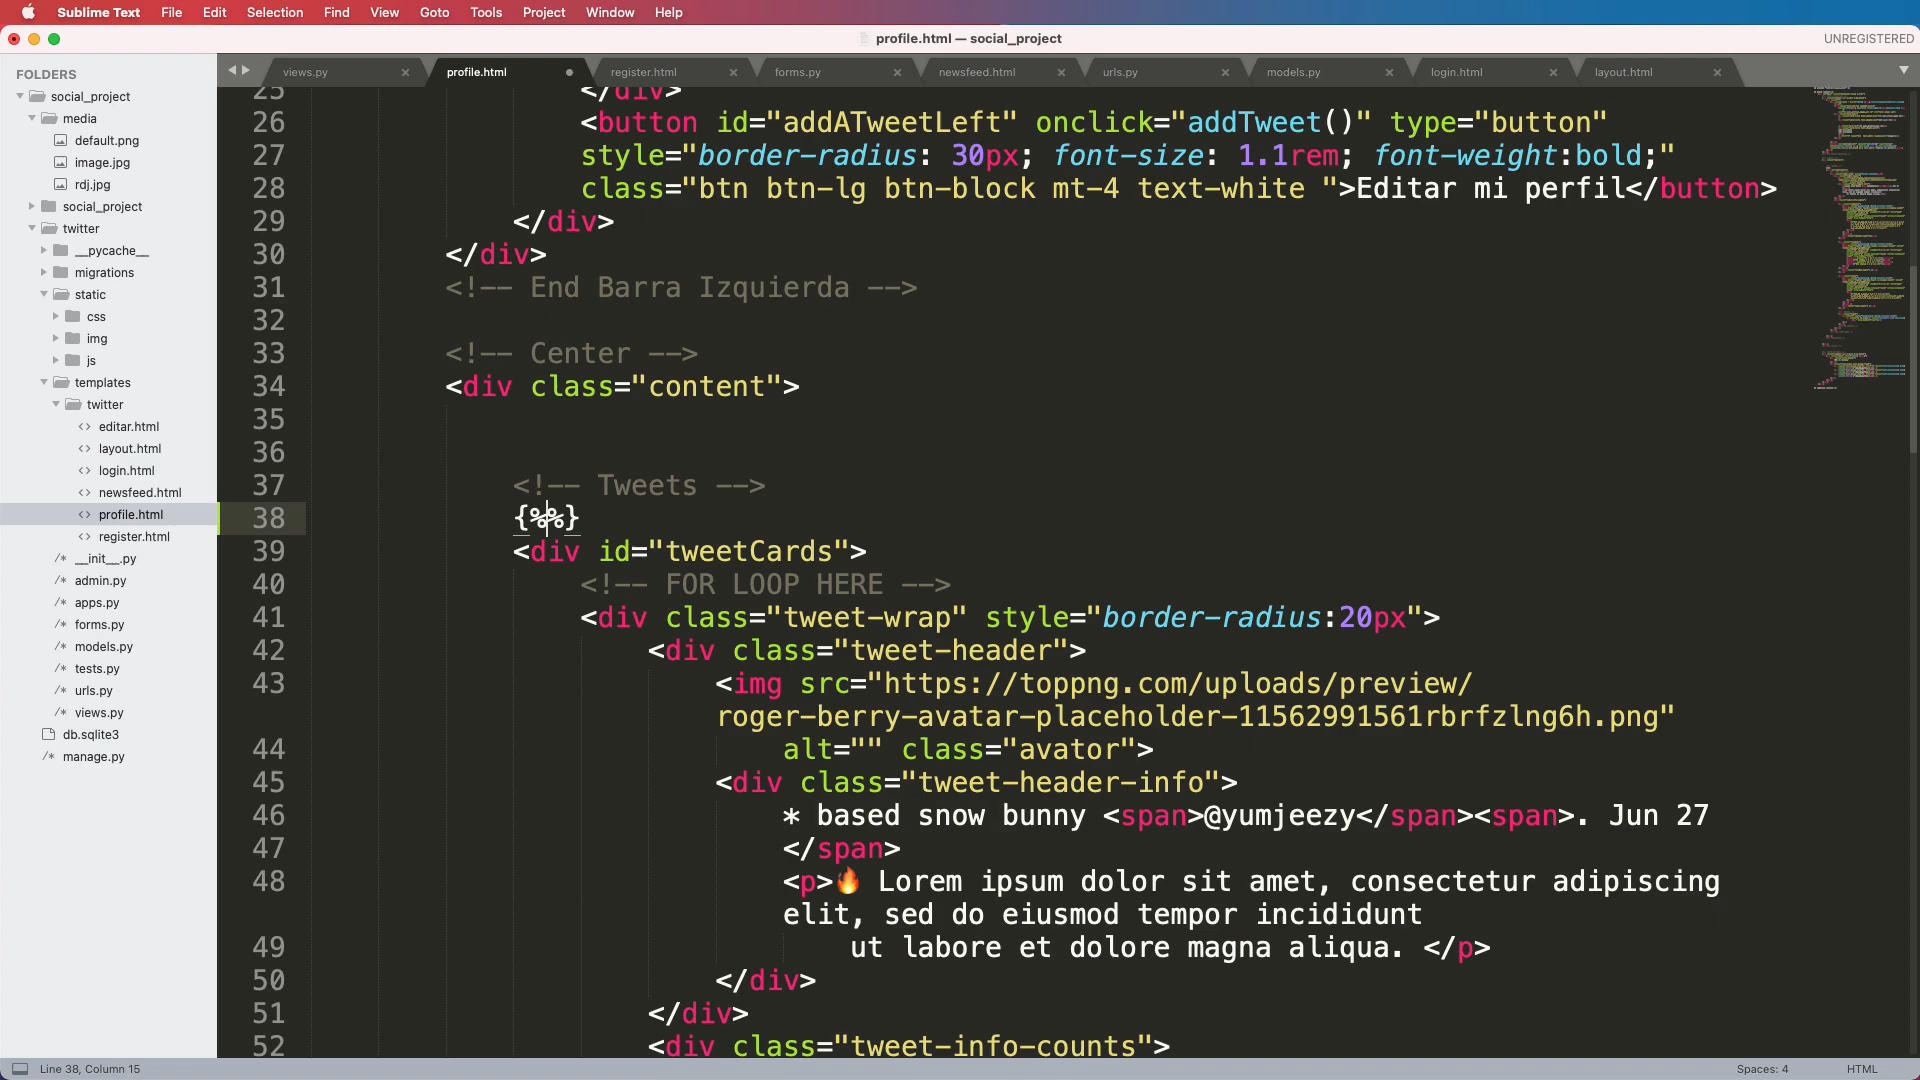 Sublime Text File Edit Selection Find View Goto Tools Project Window Help
profile.html — social_project
UNREGISTERED
FOLDERS
social_project
media
default.png
image.jpg
rdj.jpg
social_project
twitter
__pycache__
migrations
static
css
img
js
templates
twitter
editar.html
layout.html
login.html
newsfeed.html
profile.html
register.html
__init__.py
admin.py
apps.py
forms.py
models.py
tests.py
urls.py
views.py
db.sqlite3
manage.py
views.py profile.html register.html forms.py newsfeed.html urls.py models.py login.html layout.html
25 </div>
26 <button id="addATweetLeft" onclick="addTweet()" type="button"
27 style="border-radius: 30px; font-size: 1.1rem; font-weight:bold;"
28 class="btn btn-lg btn-block mt-4 text-white ">Editar mi perfil</button>
29 </div>
30 </div>
31 <!-- End Barra Izquierda -->
32
33 <!-- Center -->
34 <div class="content">
35
36
37 <!-- Tweets -->
38 {%%}
39 <div id="tweetCards">
40 <!-- FOR LOOP HERE -->
41 <div class="tweet-wrap" style="border-radius:20px">
42 <div class="tweet-header">
43 <img src="https://toppng.com/uploads/preview/
roger-berry-avatar-placeholder-11562991561rbrfzlng6h.png"
44 alt="" class="avator">
45 <div class="tweet-header-info">
46 * based snow bunny <span>@yumjeezy</span><span>. Jun 27
47 </span>
48 <p>🔥 Lorem ipsum dolor sit amet, consectetur adipiscing
elit, sed do eiusmod tempor incididunt
49 ut labore et dolore magna aliqua. </p>
50 </div>
51 </div>
52 <div class="tweet-info-counts">
Line 38, Column 15
Spaces: 4
HTML